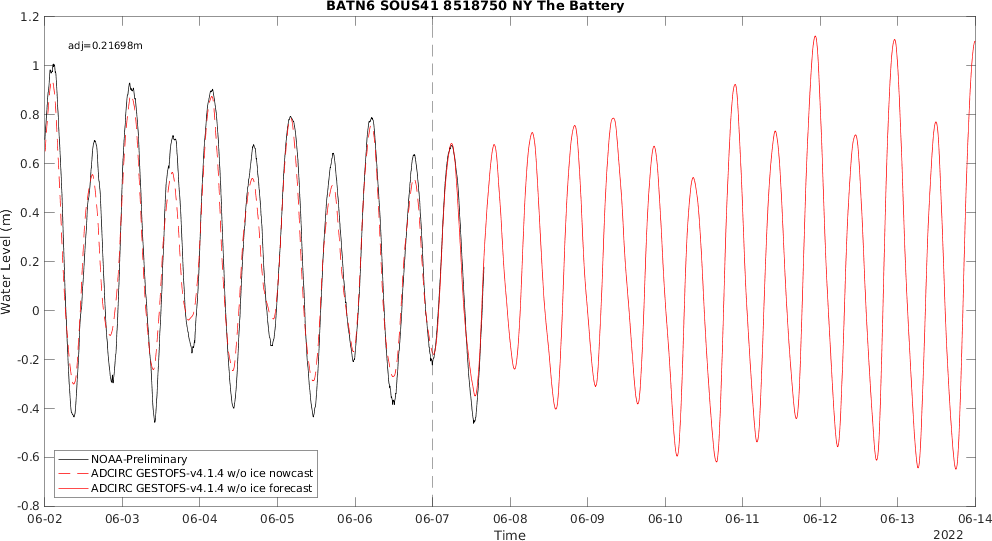 BATN6 SOUS41 8518750 NY The Battery
adj=0.21698m
1.2
1
0.8
0.6
0.4
0.2
0
-0.2
-0.4
-0.6
-0.8
Water Level (m)
NOAA-Preliminary
ADCIRC GESTOFS-v4.1.4 w/o ice nowcast
ADCIRC GESTOFS-v4.1.4 w/o ice forecast
06-02 06-03 06-04 06-05 06-06 06-07 06-08 06-09 06-10 06-11 06-12 06-13 06-14
Time
2022